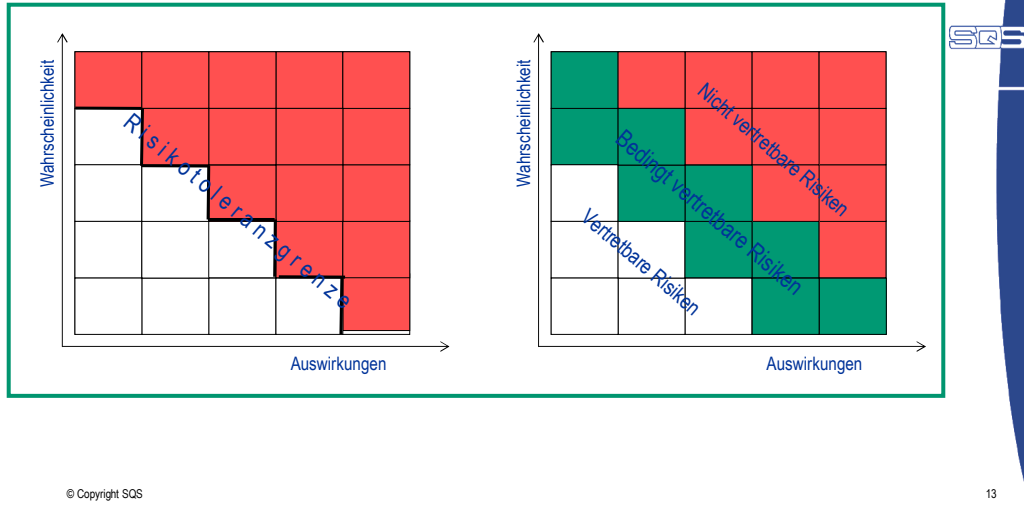 SQS
Wahrscheinlichkeit
Risikotoleranzgrenze
Auswirkungen
Wahrscheinlichkeit
Nicht vertretbare Risiken
Bedingt vertretbare Risiken
Vertretbare Risiken
Auswirkungen
© Copyright SQS
13